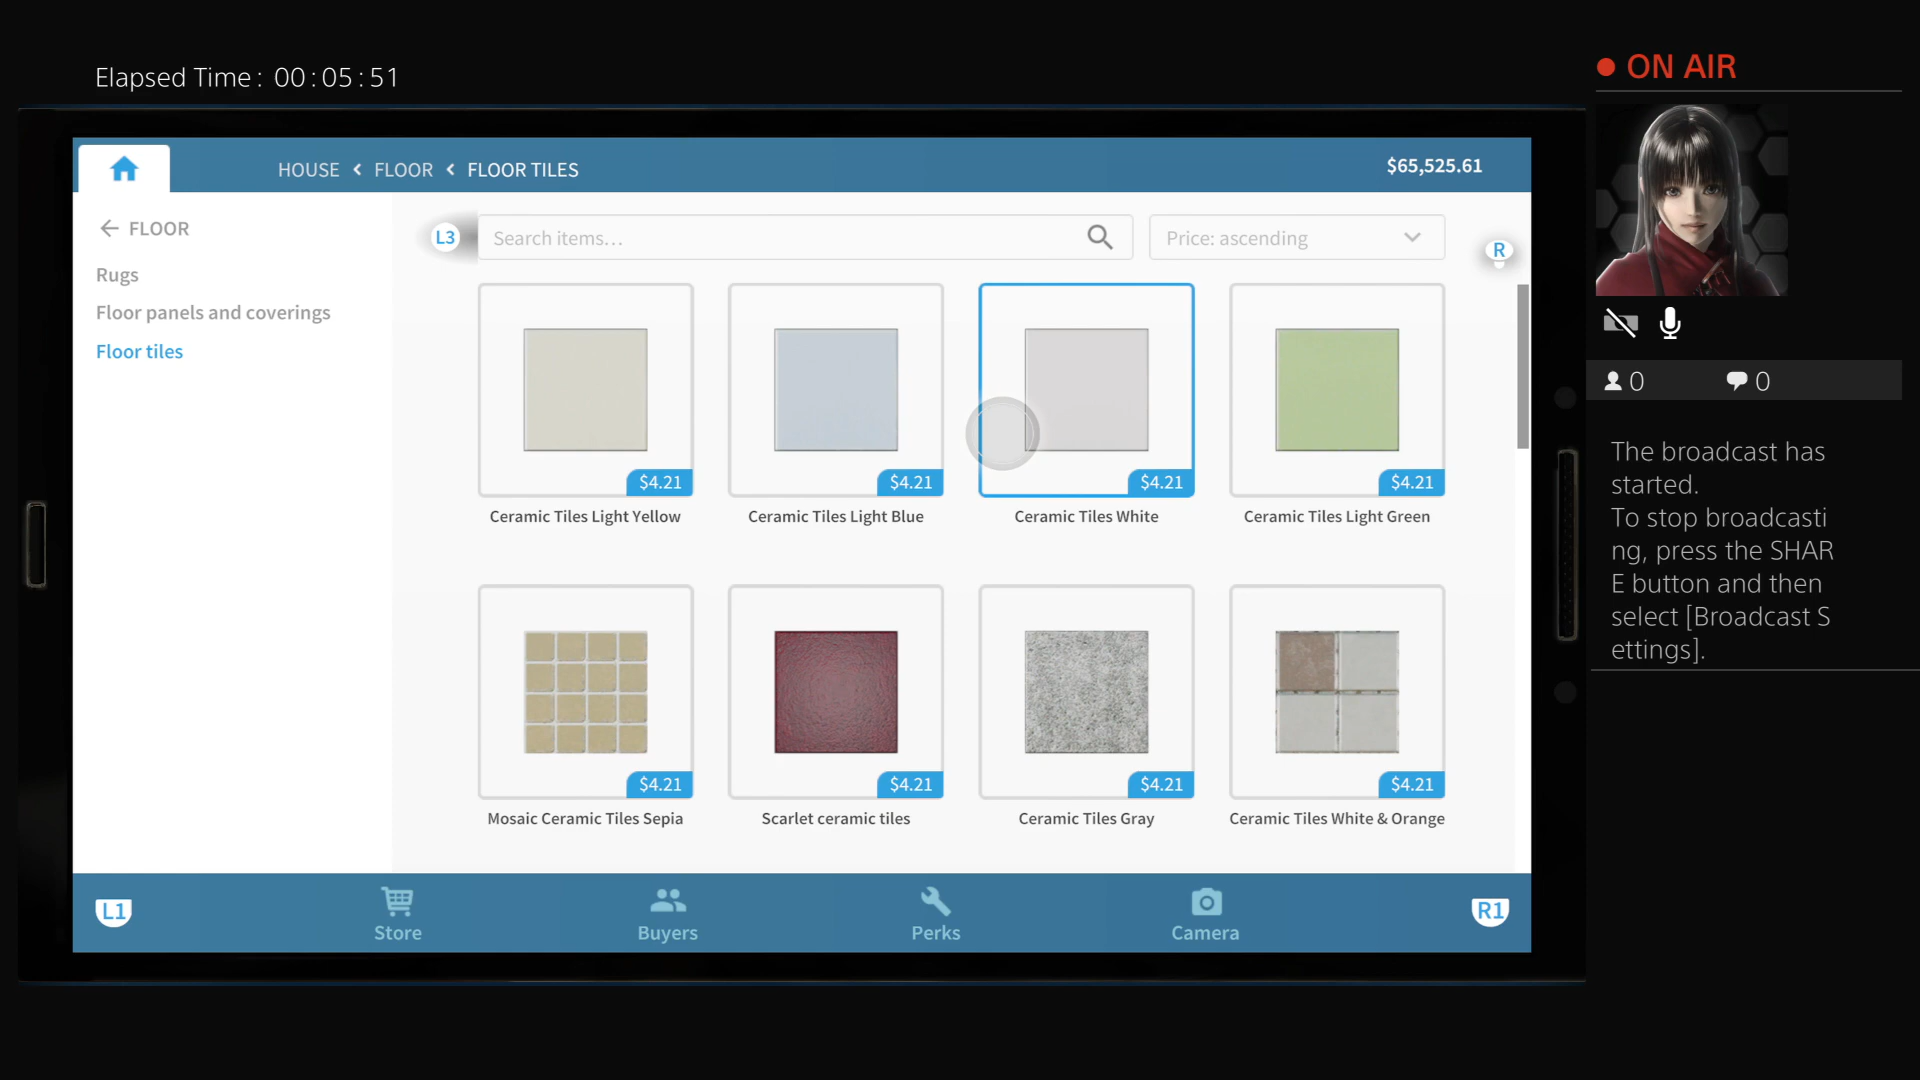 Elapsed Time: 00:05:51
ON AIR
HOUSE < FLOOR < FLOOR TILES
$65,525.61
FLOOR
Rugs
Floor panels and coverings
Floor tiles
L3
Search items...
Price: ascending
R
$4.21
$4.21
$4.21
$4.21
Ceramic Tiles Light Yellow
Ceramic Tiles Light Blue
Ceramic Tiles White
Ceramic Tiles Light Green
$4.21
$4.21
$4.21
$4.21
Mosaic Ceramic Tiles Sepia
Scarlet ceramic tiles
Ceramic Tiles Gray
Ceramic Tiles White & Orange
L1
Store
Buyers
Perks
Camera
R1
0
0
The broadcast has
started.
To stop broadcasti
ng, press the SHAR
E button and then
select [Broadcast S
ettings].